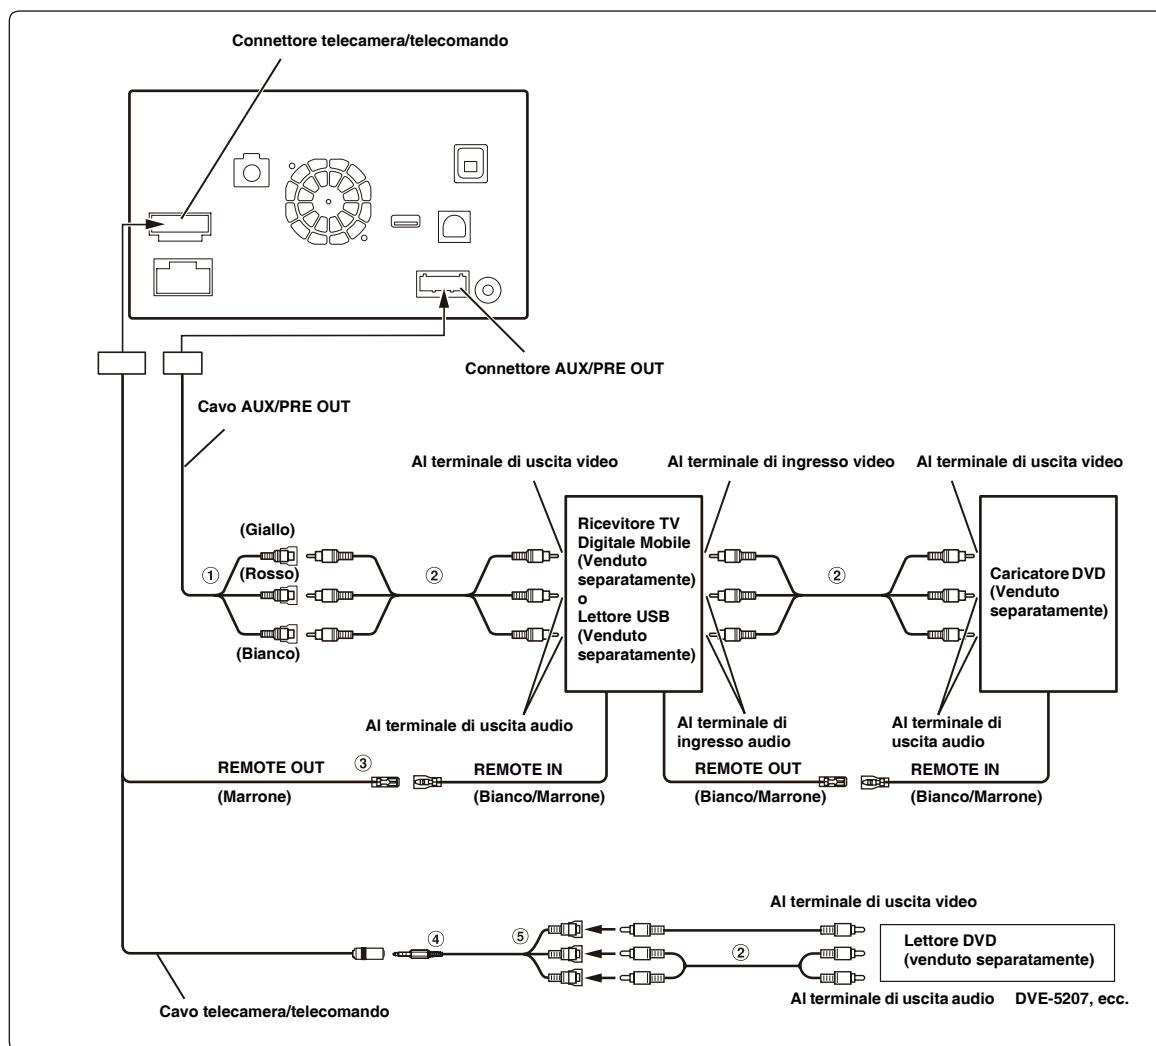 Connettore telecamera/telecomando
Connettore AUX/PRE OUT
Cavo AUX/PRE OUT
Al terminale di uscita video
Al terminale di ingresso video
Al terminale di uscita video
(Giallo)
(Rosso)
(Bianco)
①
②
②
Ricevitore TV
Digitale Mobile
(Venduto
separatamente)
o
Lettore USB
(Venduto
separatamente)
Caricatore DVD
(Venduto
separatamente)
Al terminale di uscita audio
Al terminale di
ingresso audio
Al terminale di
uscita audio
③
REMOTE OUT
(Marrone)
REMOTE IN
(Bianco/Marrone)
REMOTE OUT
(Bianco/Marrone)
REMOTE IN
(Bianco/Marrone)
Al terminale di uscita video
④
⑤
②
Lettore DVD
(venduto separatamente)
Al terminale di uscita audio
DVE-5207, ecc.
Cavo telecamera/telecomando